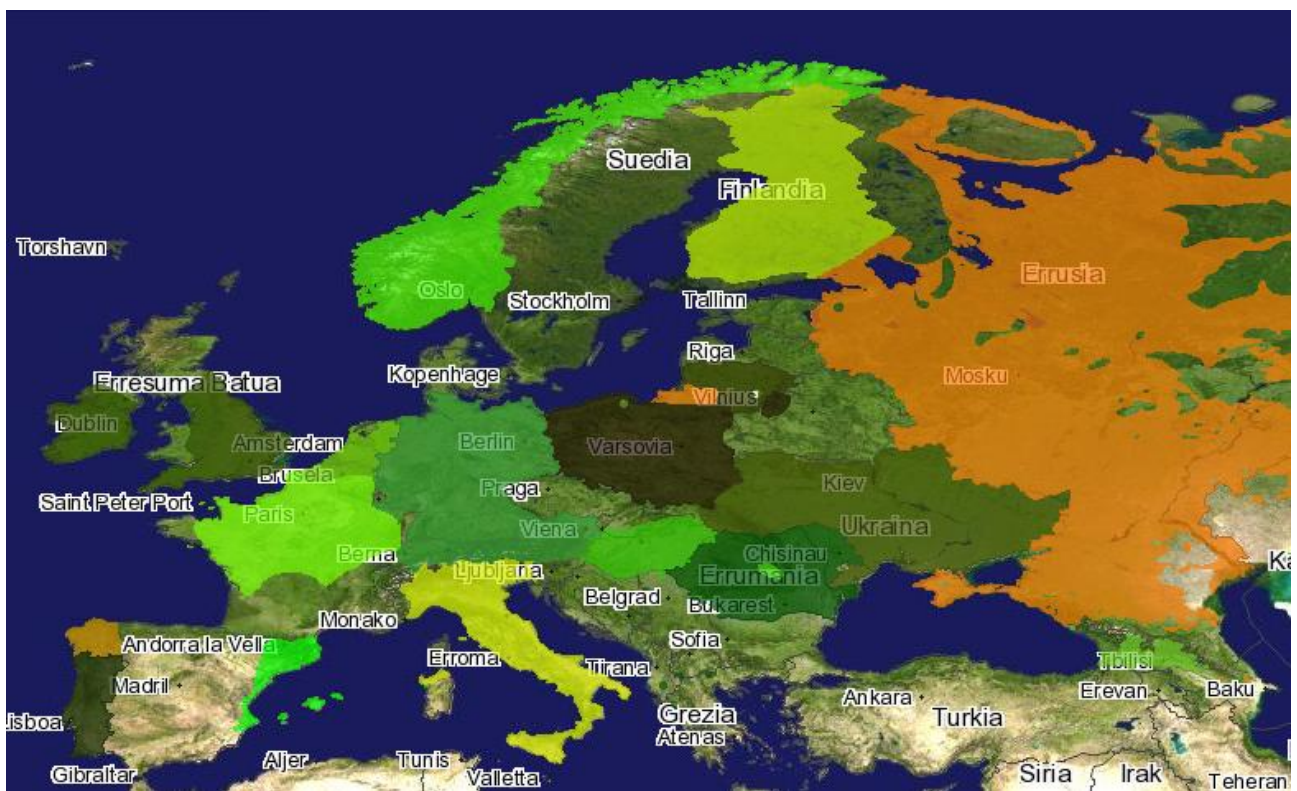 Suedia
Finlandia
Torshavn
Errusia
Oslo
Stockholm
Tallinn
Riga
Kopenhage
Erresuma Batua
Mosku
Vilnius
Dublin
Amsterdam
Berlin
Varsovia
Brusela
Praga
Kiev
Saint Peter Port
Paris
Viena
Ukraina
Berna
Chisinau
Ljubljana
Errumania
Belgrad
Bukarest
Monako
Sofia
Andorra la Vella
Erroma
Tirana
Tbilisi
Madril
Ankara
Erevan
Baku
Lisboa
Grezia
Turkia
Atenas
Aljer
Tunis
Gibraltar
Valletta
Siria
Irak
Teheran